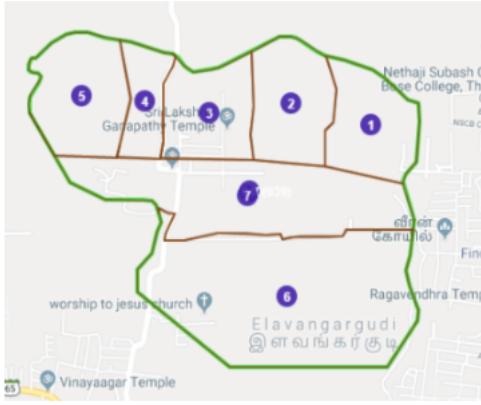 Nethaji Subash C
Bose College, Th
NSCB C
1
2
3
4
5
Sri Laksh
Ganapathy Temple
7
வீரன்
கோயில்
Fin
6
Ragavendhra Temp
worship to jesus church
Elavangargudi
இளவங்கர்குடி
Vinayaagar Temple
65